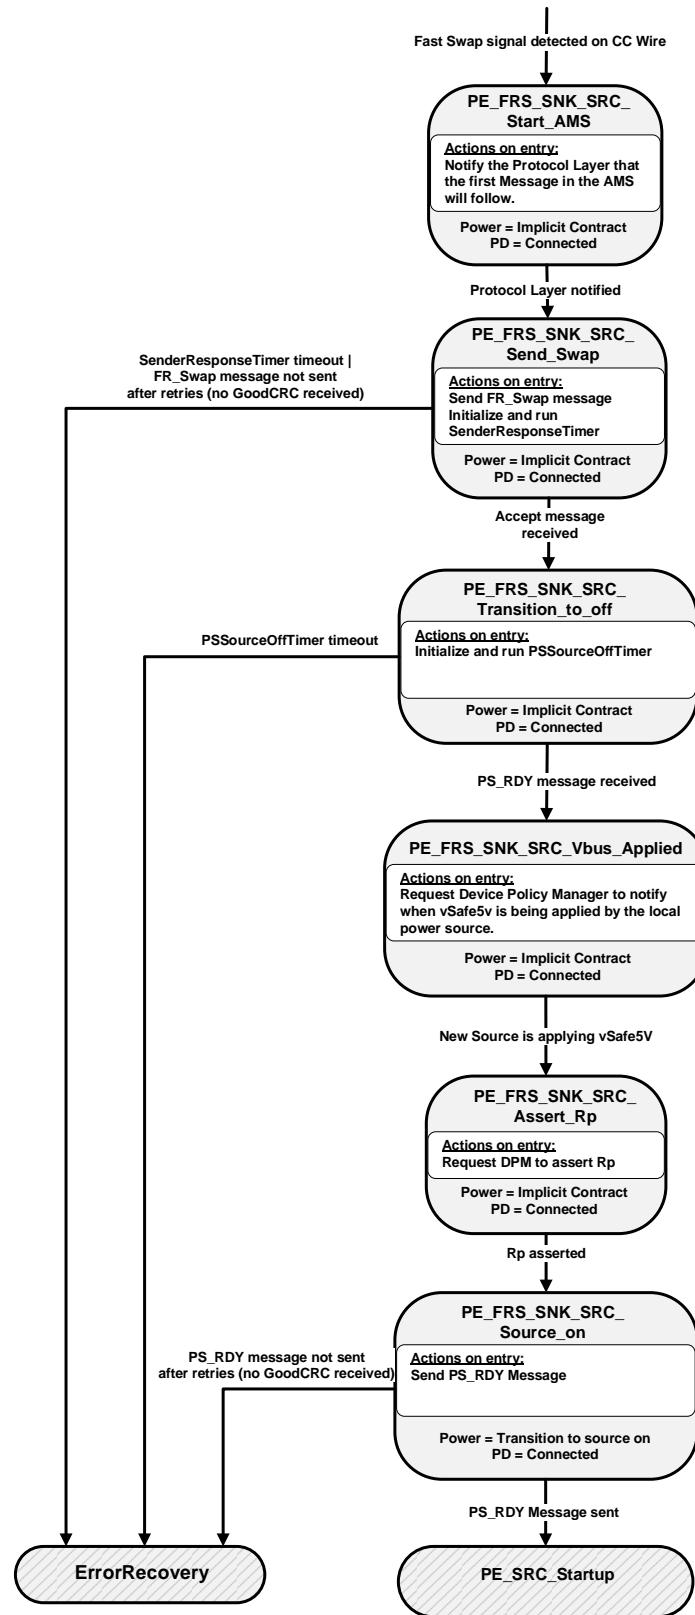 Fast Swap signal detected on CC Wire
PE_FRS_SNK_SRC_
Start_AMS
Actions on entry:
Notify the Protocol Layer that
the first Message in the AMS
will follow.
Power = Implicit Contract
PD = Connected
Protocol Layer notified
SenderResponseTimer timeout |
FR_Swap message not sent
after retries (no GoodCRC received)
PE_FRS_SNK_SRC_
Send_Swap
Actions on entry:
Send FR_Swap message
Initialize and run
SenderResponseTimer
Power = Implicit Contract
PD = Connected
Accept message
received
PE_FRS_SNK_SRC_
Transition_to_off
PSSourceOffTimer timeout
Actions on entry:
Initialize and run PSSourceOffTimer
Power = Implicit Contract
PD = Connected
PS_RDY message received
PE_FRS_SNK_SRC_Vbus_Applied
Actions on entry:
Request Device Policy Manager to notify
when vSafe5v is being applied by the local
power source.
Power = Implicit Contract
PD = Connected
New Source is applying vSafe5V
PE_FRS_SNK_SRC_
Assert_Rp
Actions on entry:
Request DPM to assert Rp
Power = Implicit Contract
PD = Connected
Rp asserted
PE_FRS_SNK_SRC_
Source_on
PS_RDY message not sent
after retries (no GoodCRC received)
Actions on entry:
Send PS_RDY Message
Power = Transition to source on
PD = Connected
PS_RDY Message sent
ErrorRecovery
PE_SRC_Startup